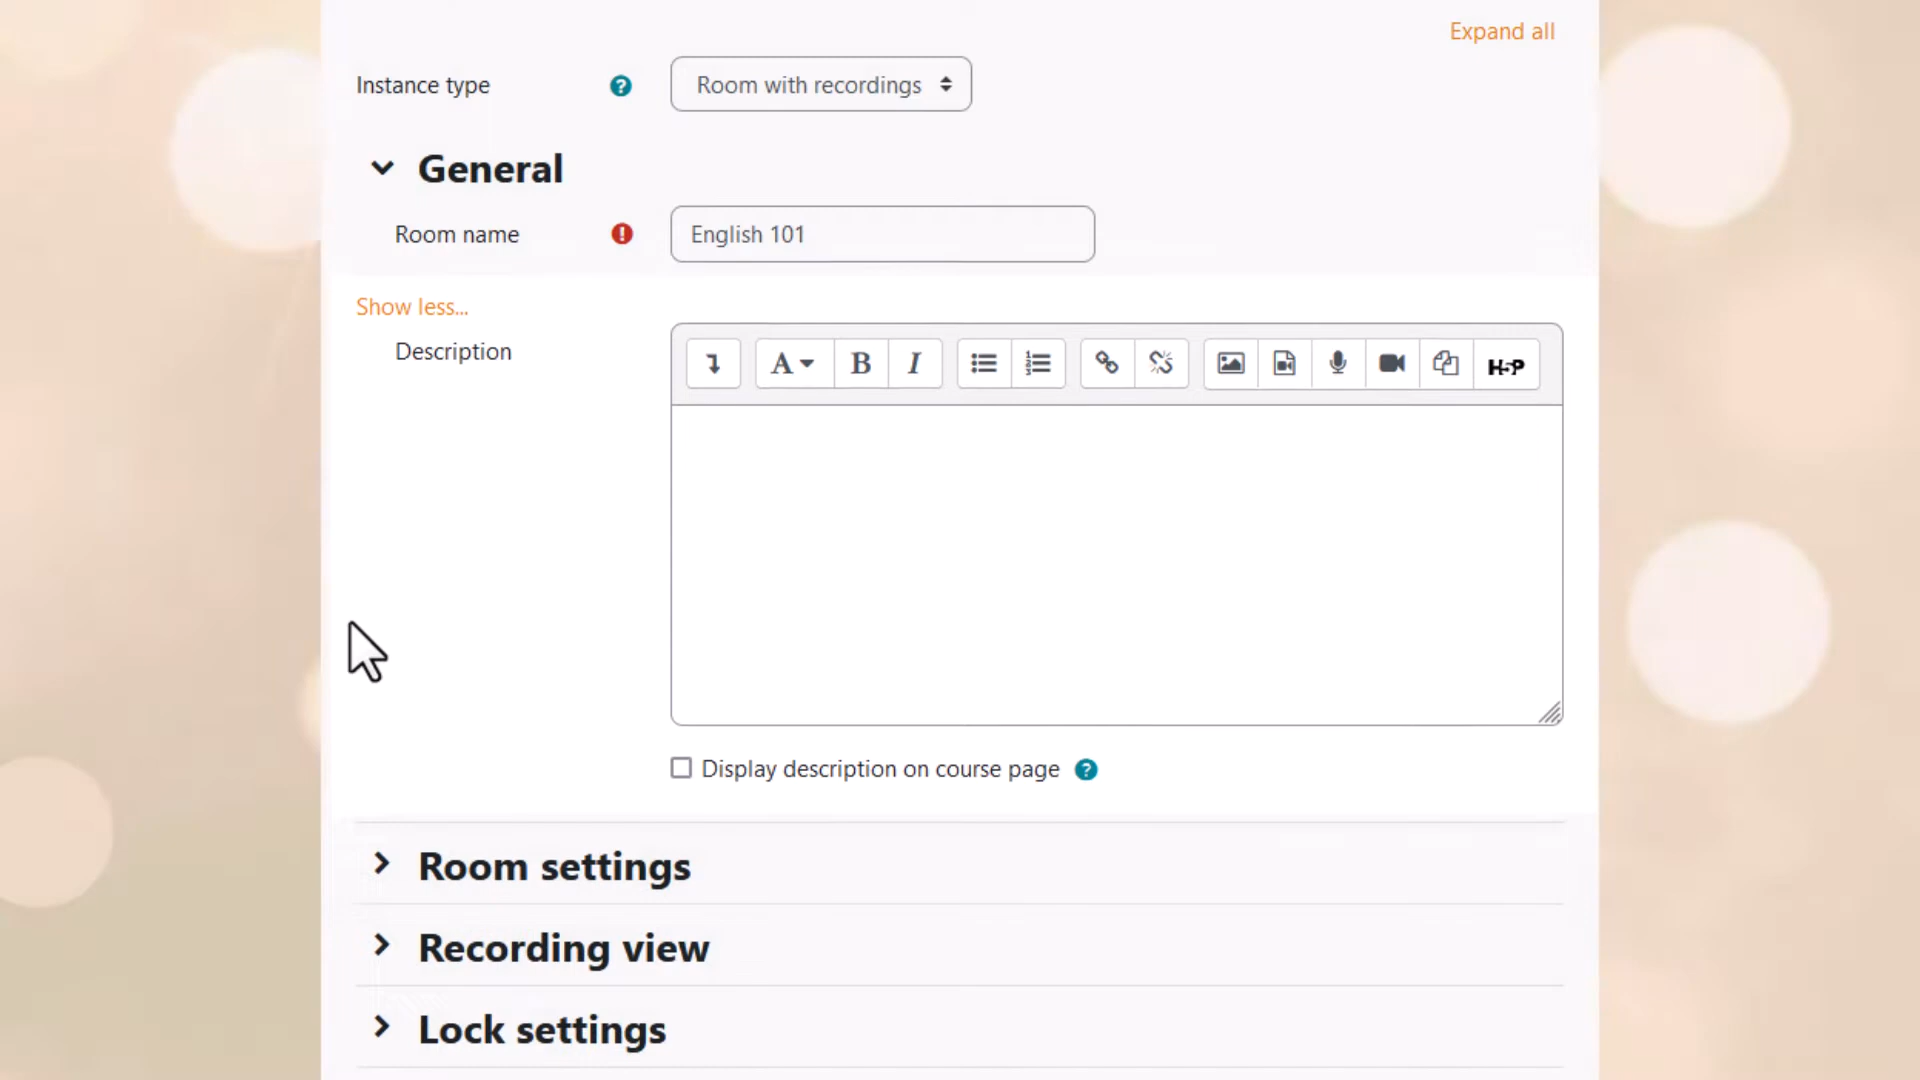 Expand all
Instance type ? Room with recordings
General
Room name ! English 101
Show less...
Description
A B I H5P
Display description on course page ?
Room settings
Recording view
Lock settings